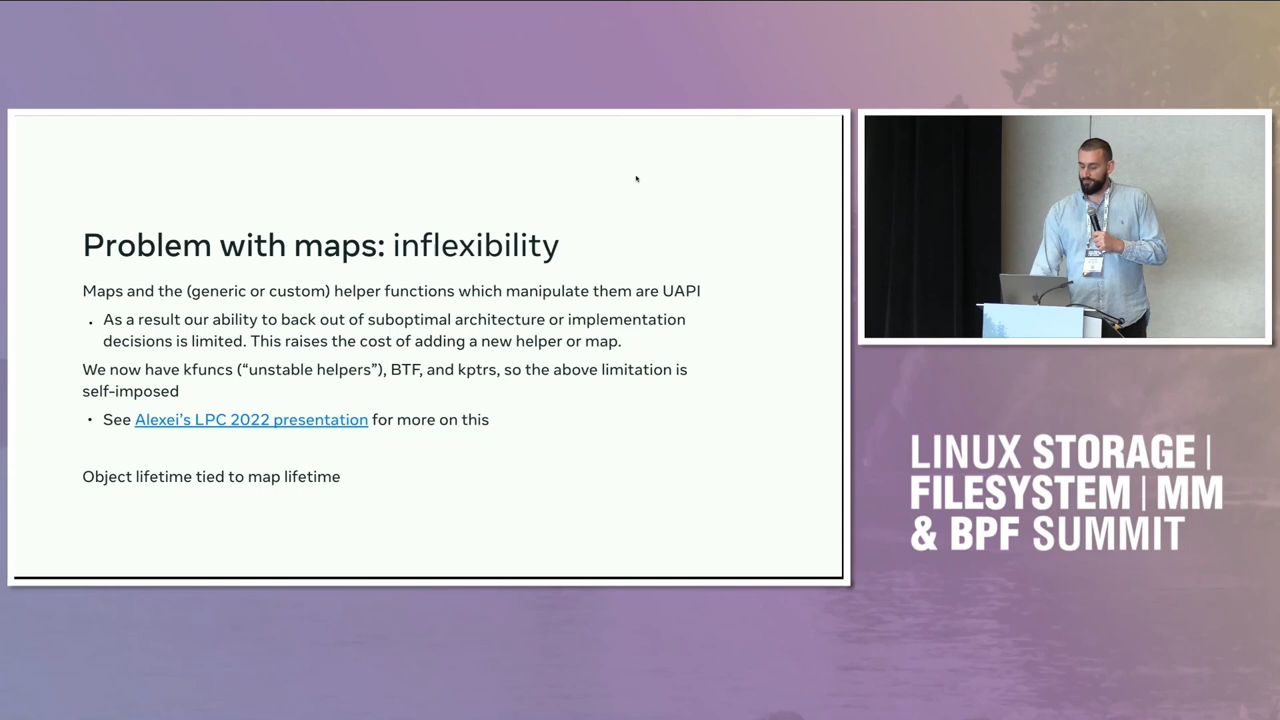 Problem with maps: inflexibility
Maps and the (generic or custom) helper functions which manipulate them are UAPI
• As a result our ability to back out of suboptimal architecture or implementation
decisions is limited. This raises the cost of adding a new helper or map.
We now have kfuncs (“unstable helpers”), BTF, and kptrs, so the above limitation is
self-imposed
• See Alexei’s LPC 2022 presentation for more on this
Object lifetime tied to map lifetime
LINUX STORAGE |
FILESYSTEM | MM
& BPF SUMMIT